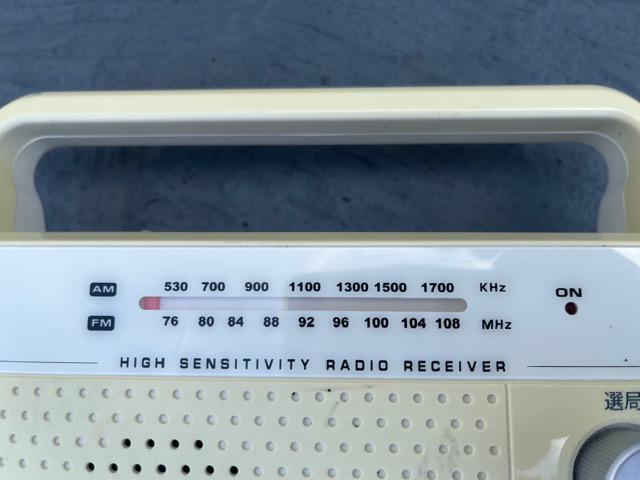 AM 530 700 900 1100 1300 1500 1700 KHz
ON
FM 76 80 84 88 92 96 100 104 108 MHz
HIGH SENSITIVITY RADIO RECEIVER
選局